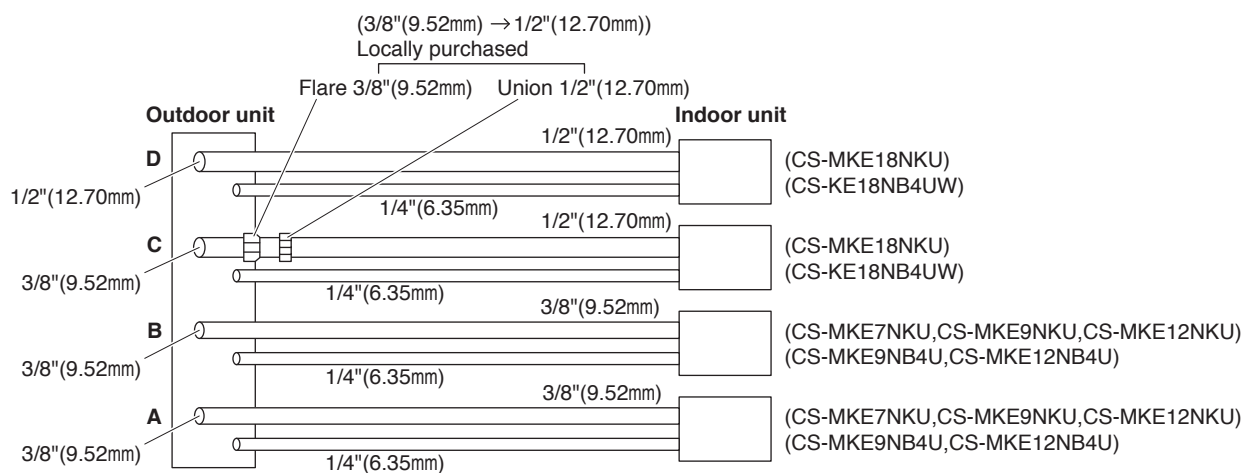 (3/8"(9.52mm) →1/2"(12.70mm))
Locally purchased
Flare 3/8"(9.52mm) Union 1/2"(12.70mm)
Outdoor unit Indoor unit
D 1/2"(12.70mm)
(CS-MKE18NKU)
(CS-KE18NB4UW)
1/2"(12.70mm)
1/4"(6.35mm)
C 1/2"(12.70mm)
(CS-MKE18NKU)
(CS-KE18NB4UW)
3/8"(9.52mm)
1/4"(6.35mm)
B 3/8"(9.52mm)
(CS-MKE7NKU,CS-MKE9NKU,CS-MKE12NKU)
(CS-MKE9NB4U,CS-MKE12NB4U)
3/8"(9.52mm)
1/4"(6.35mm)
A 3/8"(9.52mm)
(CS-MKE7NKU,CS-MKE9NKU,CS-MKE12NKU)
(CS-MKE9NB4U,CS-MKE12NB4U)
3/8"(9.52mm)
1/4"(6.35mm)